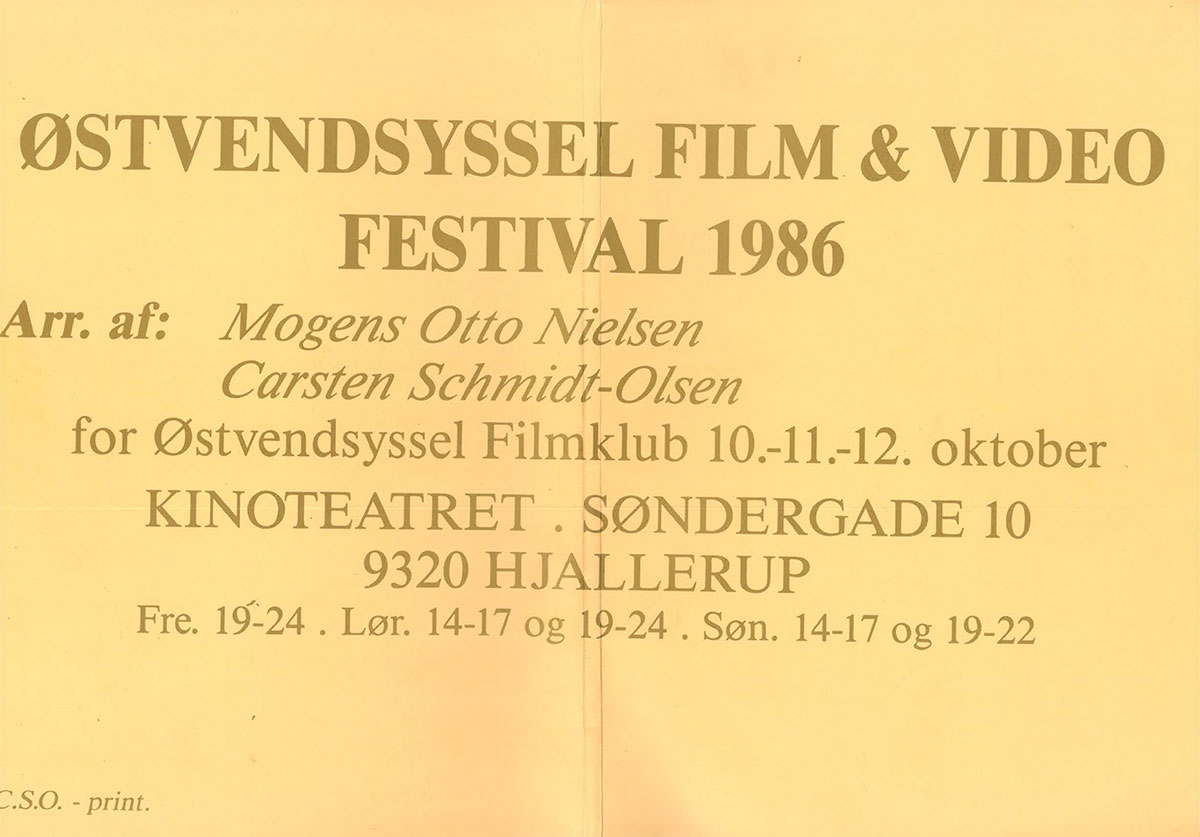 ØSTVENDSYSSEL FILM & VIDEO
FESTIVAL 1986
Arr. af: Mogens Otto Nielsen
Carsten Schmidt-Olsen
for Østvendsyssel Filmklub 10.-11.-12. oktober
KINOTEATRET . SØNDERGADE 10
9320 HJALLERUP
Fre. 19-24 . Lør. 14-17 og 19-24 . Søn. 14-17 og 19-22
C.S.O. - print.